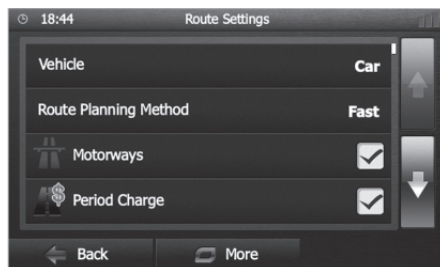 18:44 Route Settings
Vehicle Car
Route Planning Method Fast
Motorways
$ Period Charge
Back More